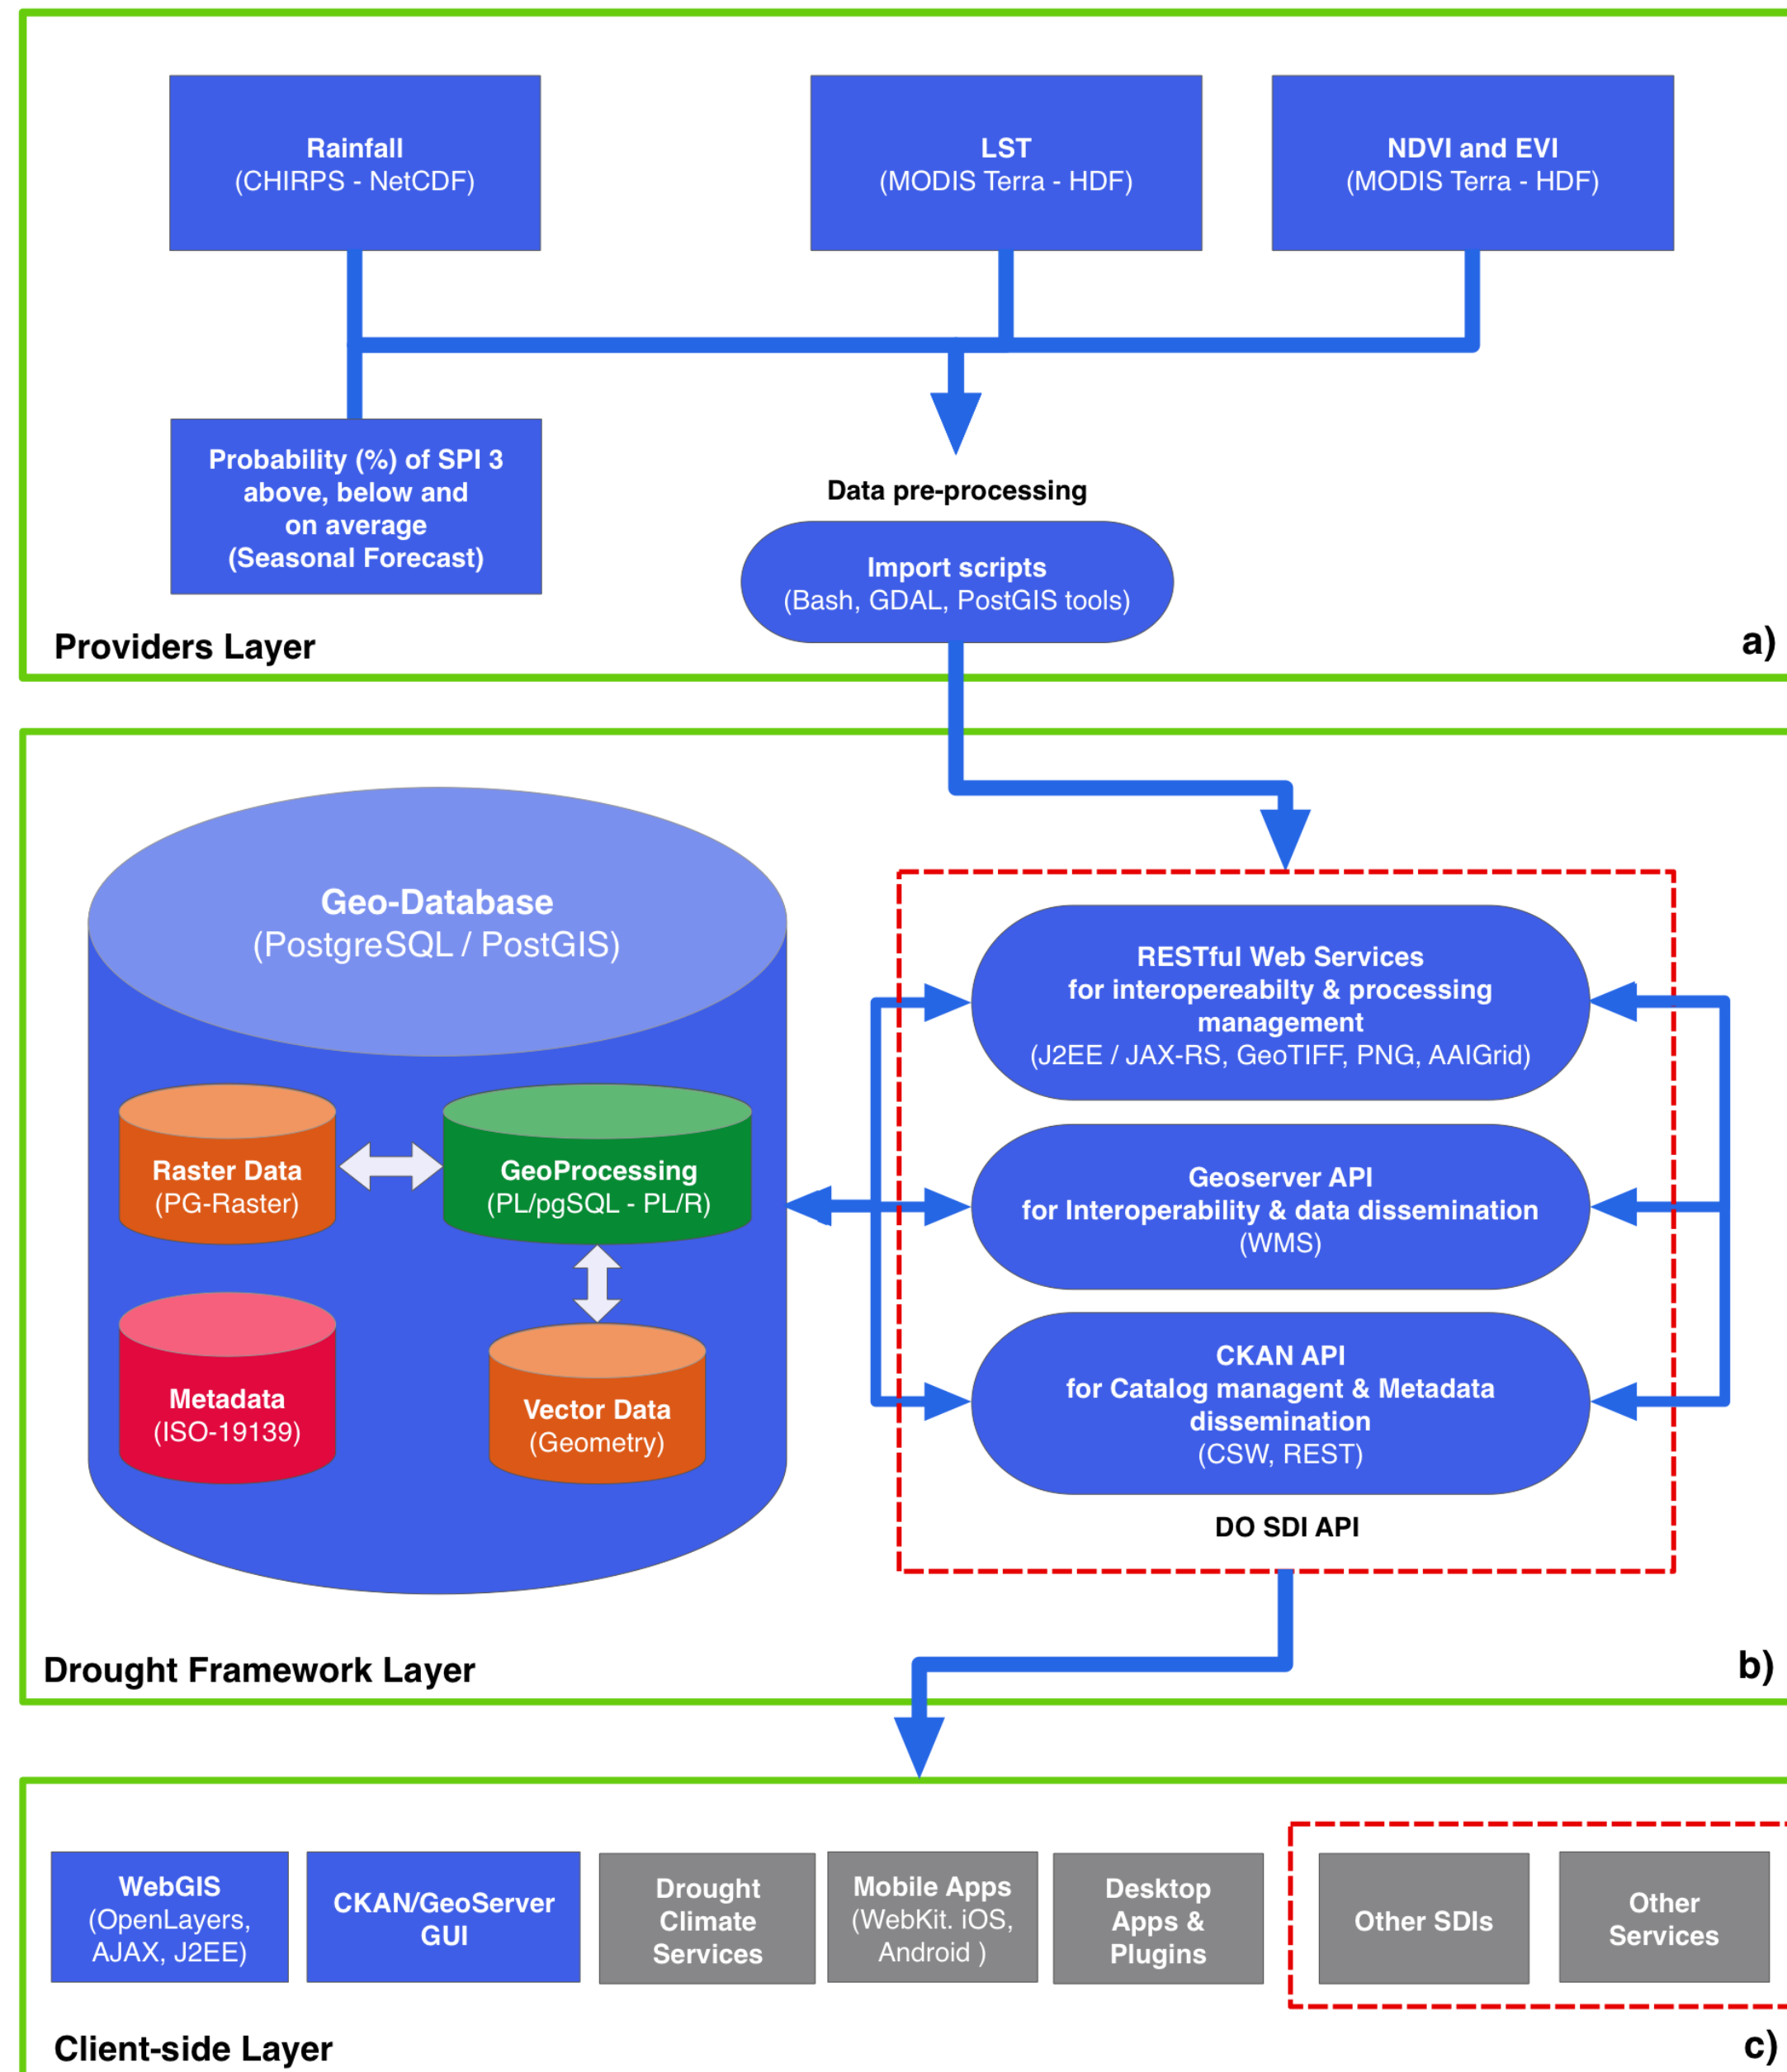 Rainfall
(CHIRPS - NetCDF)
LST
(MODIS Terra - HDF)
NDVI and EVI
(MODIS Terra - HDF)
Probability (%) of SPI 3
above, below and
on average
(Seasonal Forecast)
Data pre-processing
Import scripts
(Bash, GDAL, PostGIS tools)
Providers Layer
a)
Geo-Database
(PostgreSQL / PostGIS)
Raster Data
(PG-Raster)
GeoProcessing
(PL/pgSQL - PL/R)
Metadata
(ISO-19139)
Vector Data
(Geometry)
RESTful Web Services
for interopereabilty & processing
management
(J2EE / JAX-RS, GeoTIFF, PNG, AAIGrid)
Geoserver API
for Interoperability & data dissemination
(WMS)
CKAN API
for Catalog managent & Metadata
dissemination
(CSW, REST)
DO SDI API
Drought Framework Layer
b)
WebGIS
(OpenLayers,
AJAX, J2EE)
CKAN/GeoServer
GUI
Drought
Climate
Services
Mobile Apps
(WebKit. iOS,
Android )
Desktop
Apps &
Plugins
Other SDIs
Other
Services
Client-side Layer
c)